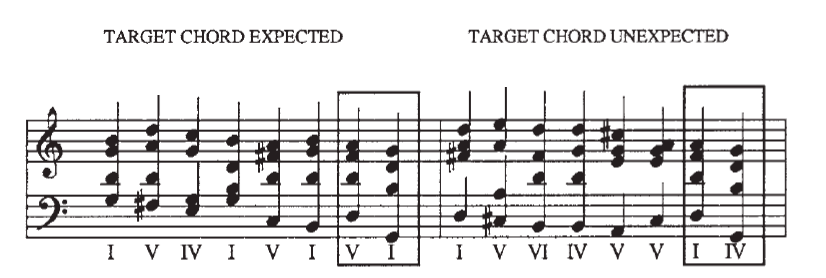 TARGET CHORD EXPECTED TARGET CHORD UNEXPECTED
I V IV I V I V I I V VI IV V V I IV